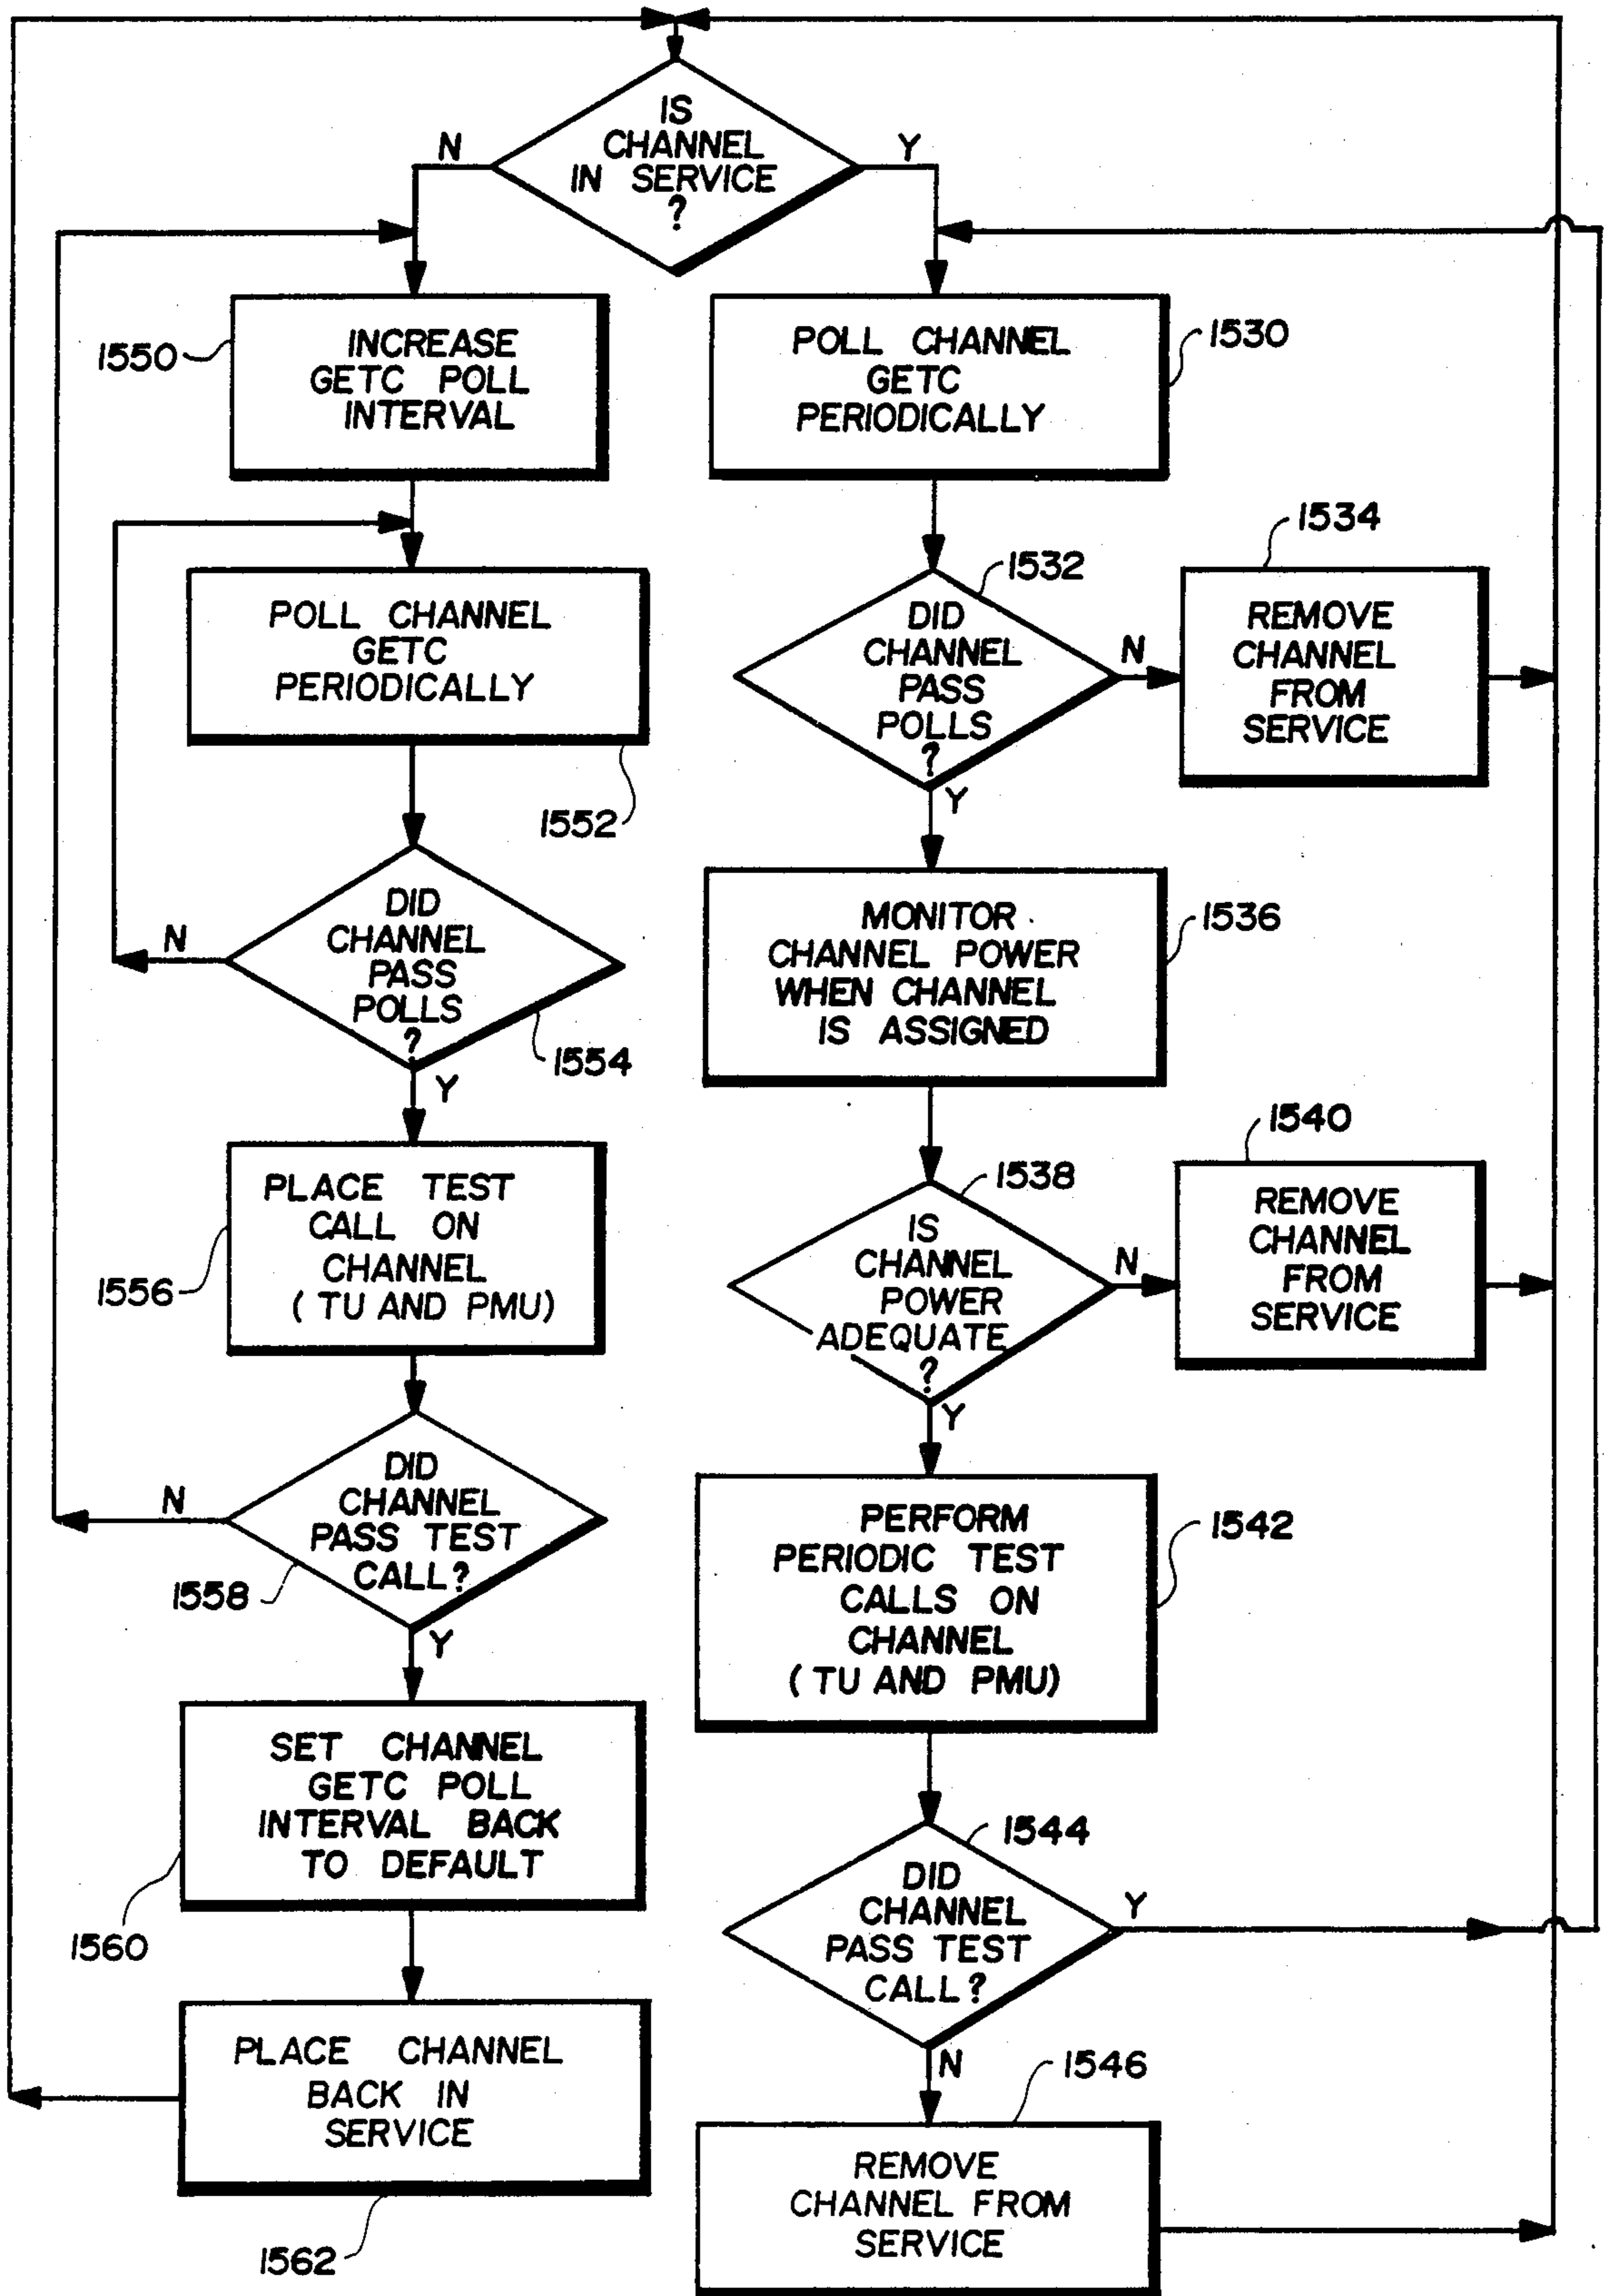 IS
CHANNEL
IN SERVICE
?
N
Y
1550
INCREASE
GETC POLL
INTERVAL
POLL CHANNEL
GETC
PERIODICALLY
1530
POLL CHANNEL
GETC
PERIODICALLY
1552
1532
DID
CHANNEL
PASS
POLLS
?
N
Y
1534
REMOVE
CHANNEL
FROM
SERVICE
DID
CHANNEL
PASS
POLLS
?
N
Y
1554
MONITOR
CHANNEL POWER
WHEN CHANNEL
IS ASSIGNED
1536
PLACE TEST
CALL ON
CHANNEL
( TU AND PMU)
1556
1538
IS
CHANNEL
POWER
ADEQUATE
?
N
Y
1540
REMOVE
CHANNEL
FROM
SERVICE
DID
CHANNEL
PASS TEST
CALL?
N
Y
1558
PERFORM
PERIODIC TEST
CALLS ON
CHANNEL
( TU AND PMU)
1542
SET CHANNEL
GETC POLL
INTERVAL BACK
TO DEFAULT
1560
1544
DID
CHANNEL
PASS TEST
CALL?
Y
N
PLACE CHANNEL
BACK IN
SERVICE
1562
1546
REMOVE
CHANNEL FROM
SERVICE